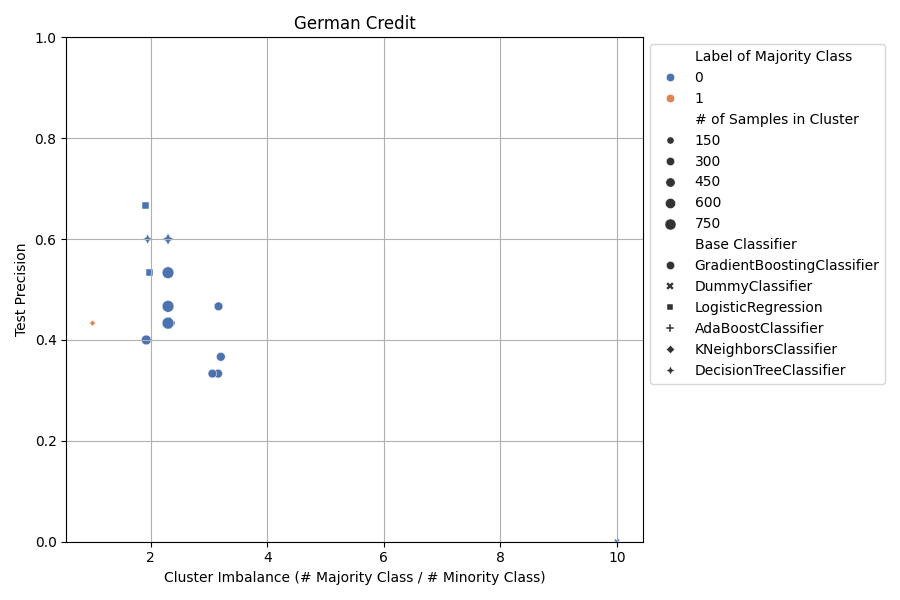 German Credit
1.0
0.8
0.6
0.4
0.2
0.0
Test Precision
2
4
6
8
10
Cluster Imbalance (# Majority Class / # Minority Class)
Label of Majority Class
0
1
# of Samples in Cluster
150
300
450
600
750
Base Classifier
GradientBoostingClassifier
DummyClassifier
LogisticRegression
AdaBoostClassifier
KNeighborsClassifier
DecisionTreeClassifier